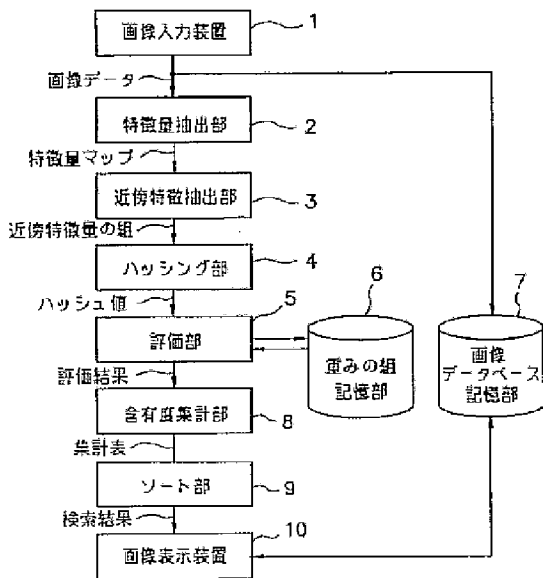 画像入力装置
1
画像データ
特徴量抽出部
2
特徴量マップ
近傍特徴抽出部
3
近傍特徴量の組
ハッシング部
4
ハッシュ値
5
評価部
6
重みの組
記憶部
7
画像
データベース
記憶部
評価結果
含有度集計部
8
集計表
ソート部
9
検索結果
10
画像表示装置